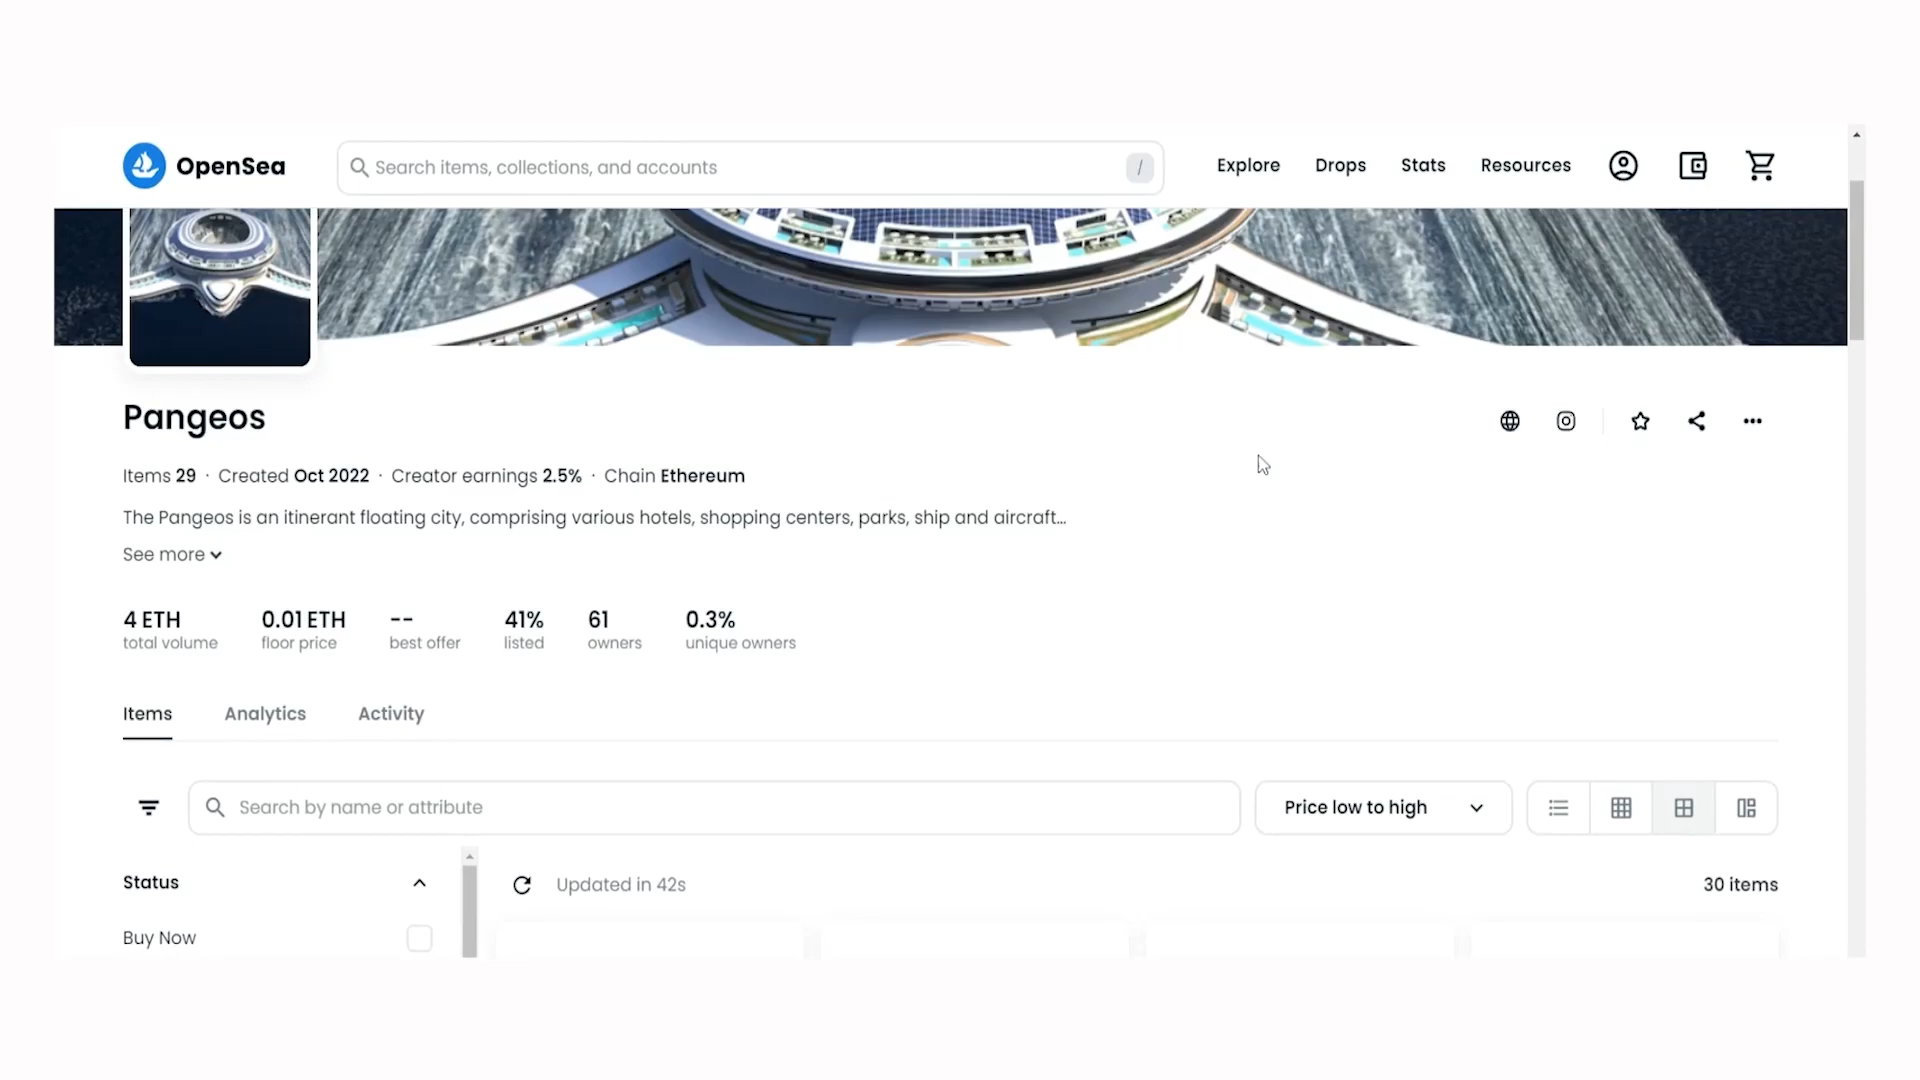 OpenSea
Search items, collections, and accounts /
Explore Drops Stats Resources
Pangeos
Items 29 · Created Oct 2022 · Creator earnings 2.5% · Chain Ethereum
The Pangeos is an itinerant floating city, comprising various hotels, shopping centers, parks, ship and aircraft...
See more
4 ETH 0.01 ETH -- 41% 61 0.3%
total volume floor price best offer listed owners unique owners
Items Analytics Activity
Search by name or attribute
Price low to high
Status
Updated in 42s
30 items
Buy Now